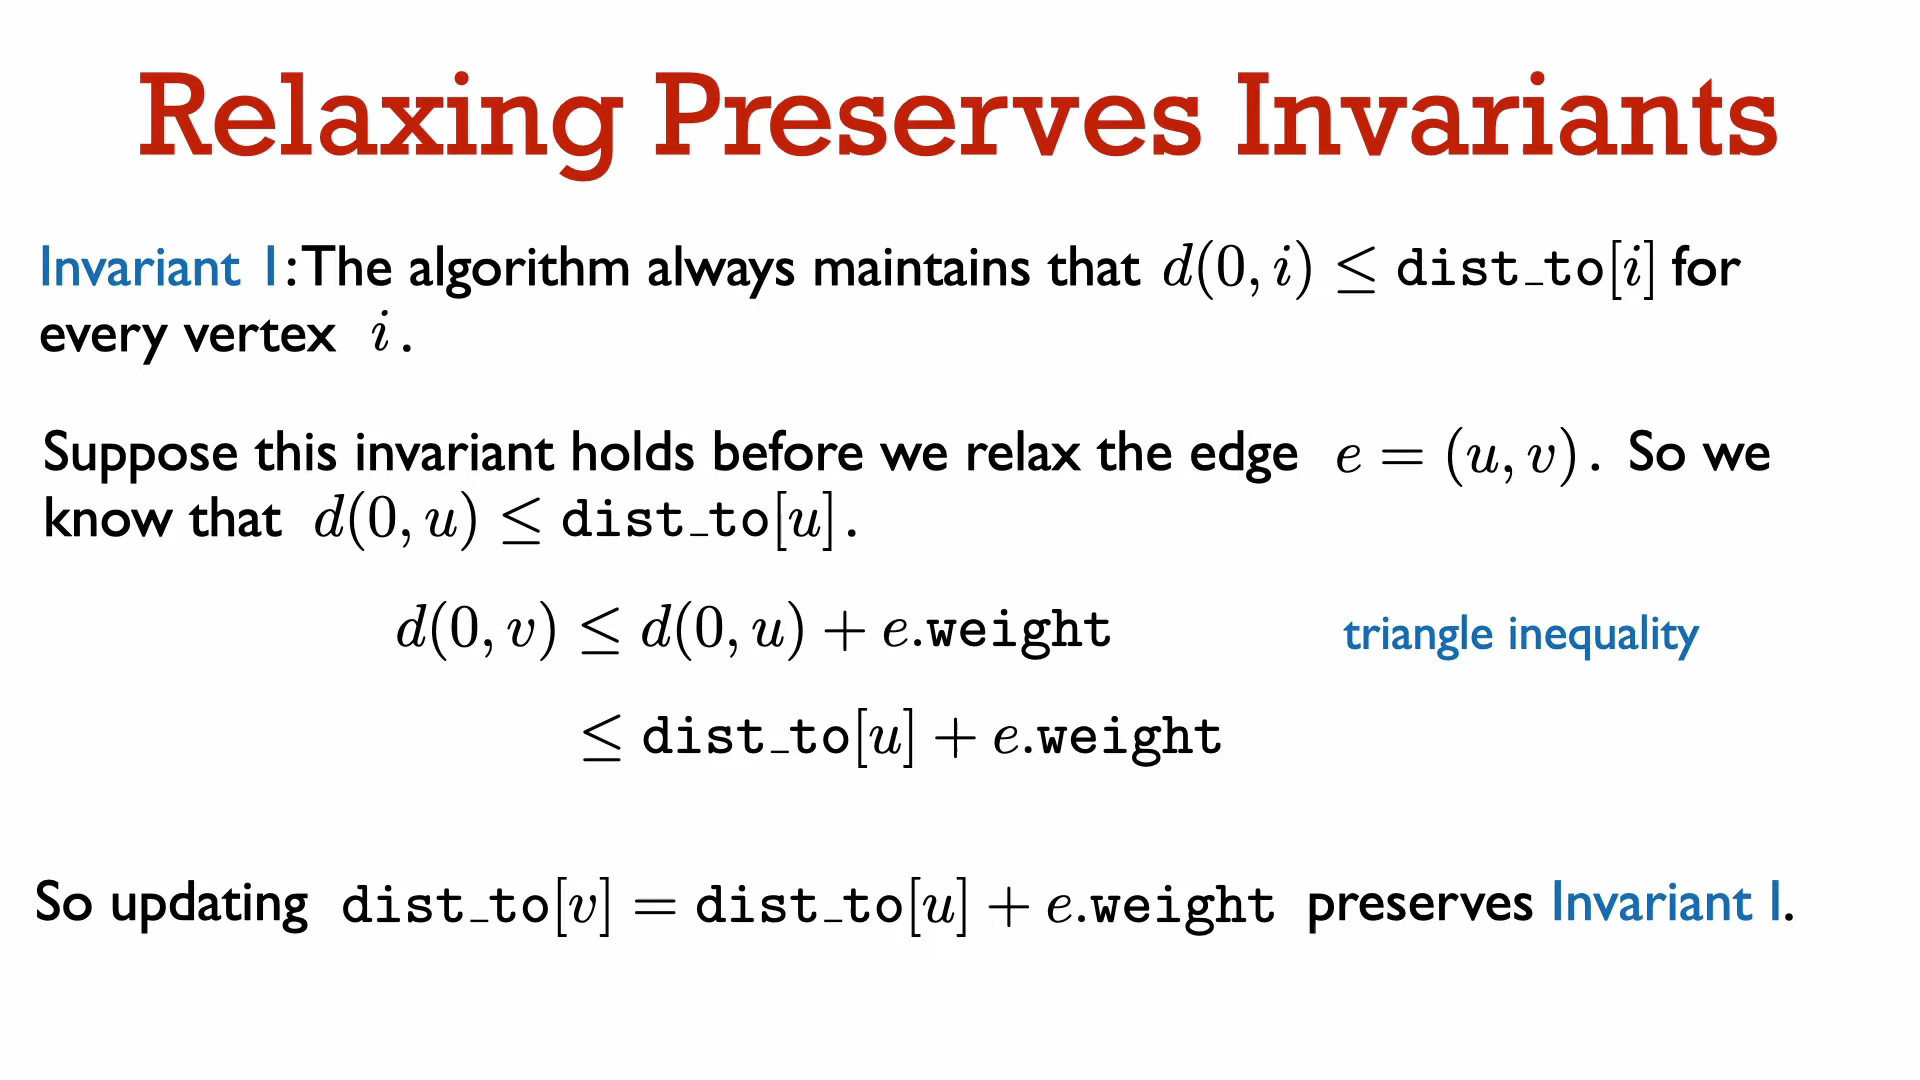 Relaxing Preserves Invariants
Invariant 1: The algorithm always maintains that d(0, i) ≤ dist_to[i] for
every vertex i.
Suppose this invariant holds before we relax the edge e = (u, v). So we
know that d(0, u) ≤ dist_to[u].
d(0, v) ≤ d(0, u) + e.weight triangle inequality
≤ dist_to[u] + e.weight
So updating dist_to[v] = dist_to[u] + e.weight preserves Invariant 1.